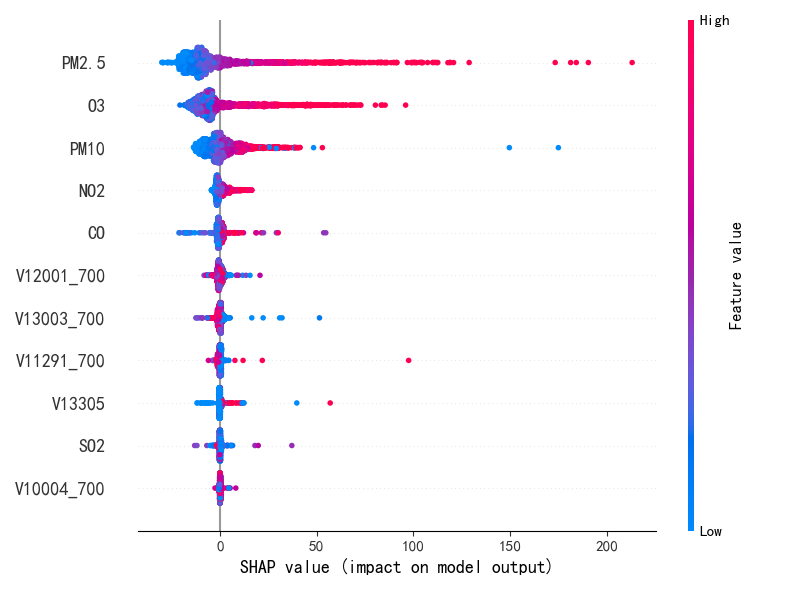 High
PM2.5
O3
PM10
NO2
CO
V12001_700
V13003_700
V11291_700
V13305
SO2
V10004_700
Feature value
Low
0
50
100
150
200
SHAP value (impact on model output)